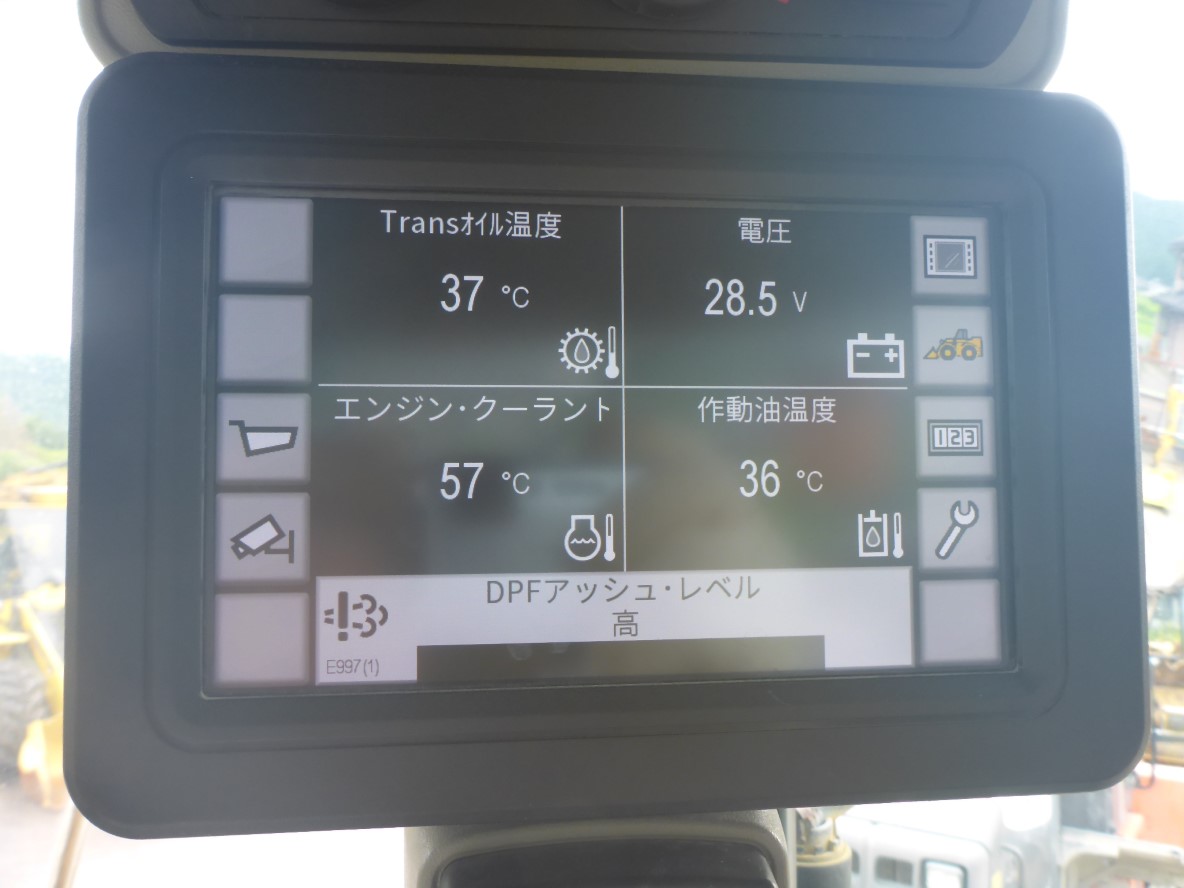 Transｵｲﾙ温度
37 °C
電圧
28.5 V
エンジン・クーラント
57 °C
作動油温度
36 °C
123
DPFアッシュ・レベル
高
E997(1)